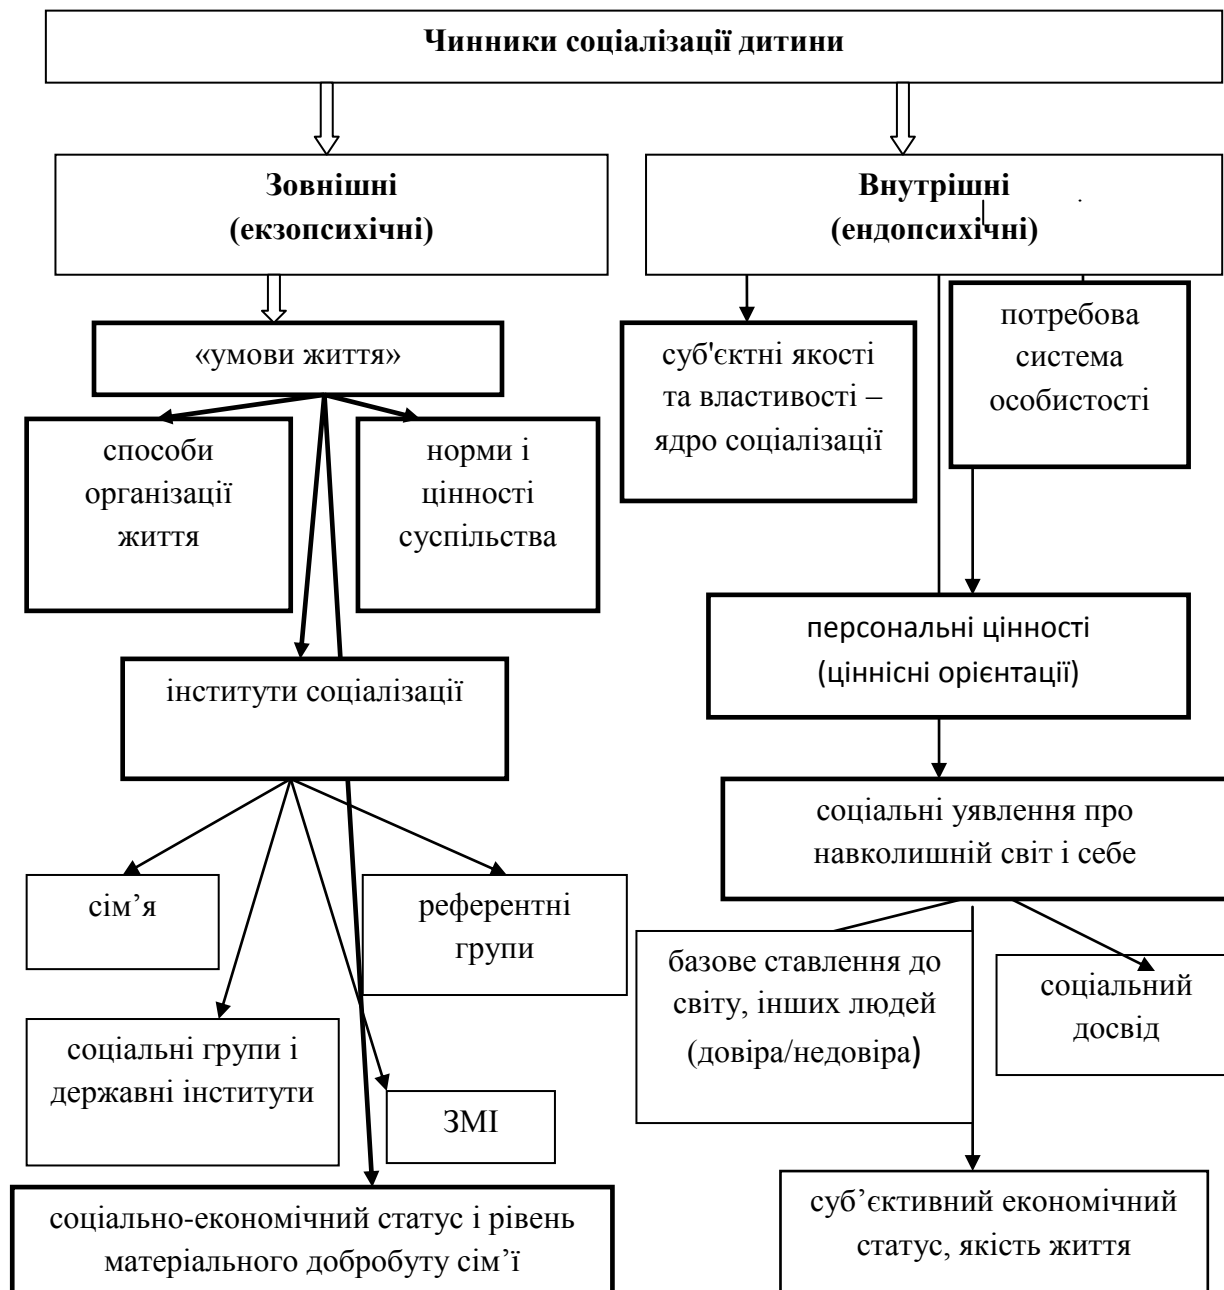 Чинники соціалізації дитини
Зовнішні
(екзопсихічні)
Внутрішні
(ендопсихічні)
«умови життя»
суб'єктні якості
та властивості –
ядро соціалізації
потребова
система
особистості
способи
організації
життя
норми і
цінності
суспільства
персональні цінності
(ціннісні орієнтації)
інститути соціалізації
соціальні уявлення про
навколишній світ і себе
сім’я
референтні
групи
базове ставлення до
світу, інших людей
(довіра/недовіра)
соціальний
досвід
соціальні групи і
державні інститути
ЗМІ
соціально-економічний статус і рівень
матеріального добробуту сім’ї
суб’єктивний економічний
статус, якість життя